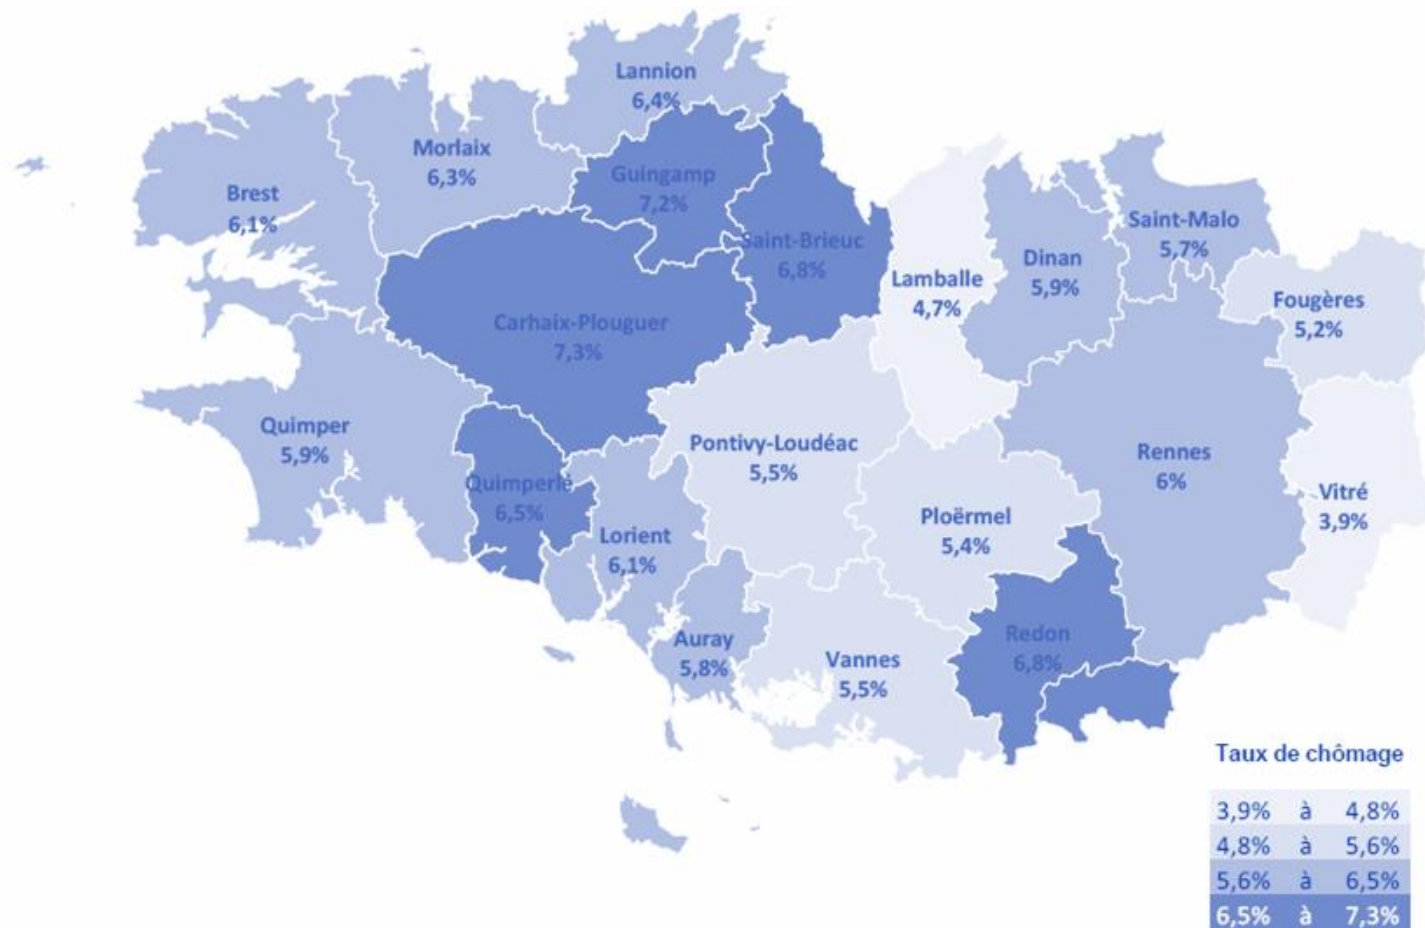 Lannion
6,4%
Morlaix
6,3%
Guingamp
7,2%
Brest
6,1%
Saint-Brieuc
6,8%
Saint-Malo
5,7%
Dinan
5,9%
Lamballe
4,7%
Fougères
5,2%
Carhaix-Plouguer
7,3%
Quimper
5,9%
Pontivy-Loudéac
5,5%
Rennes
6%
Quimperlé
6,5%
Vitré
3,9%
Ploërmel
5,4%
Lorient
6,1%
Auray
5,8%
Redon
6,8%
Vannes
5,5%
Taux de chômage
3,9% à 4,8%
4,8% à 5,6%
5,6% à 6,5%
6,5% à 7,3%